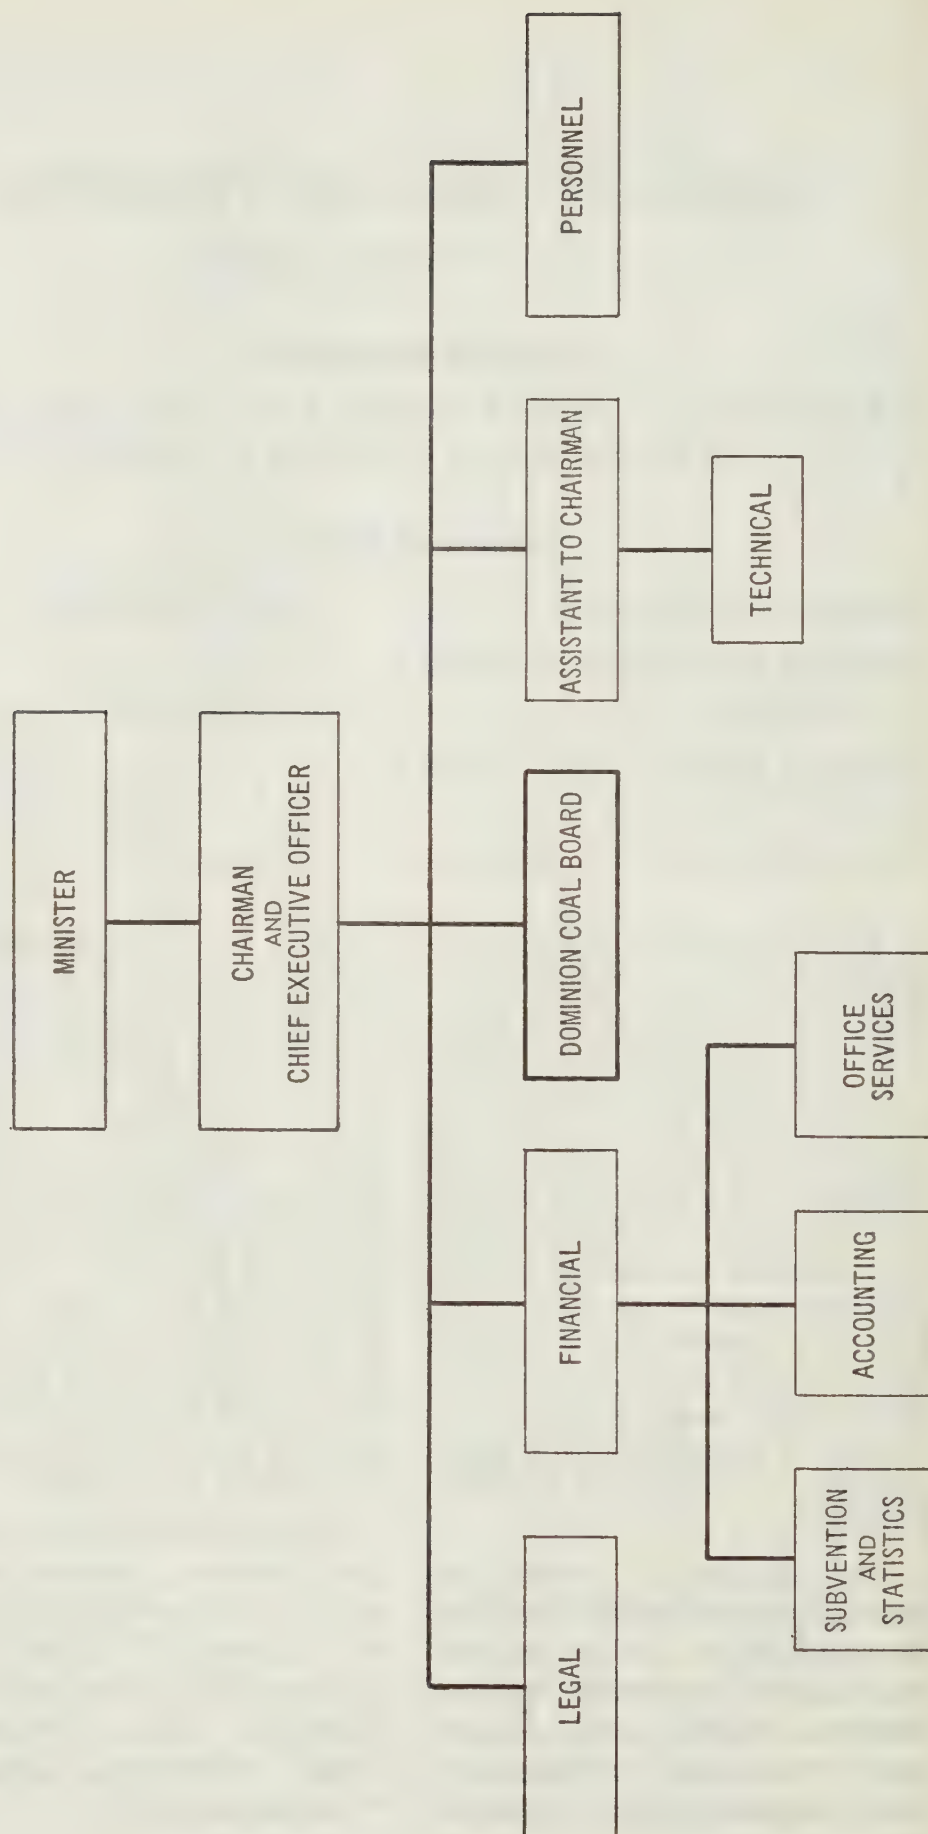 MINISTER
CHAIRMAN
AND
CHIEF EXECUTIVE OFFICER
LEGAL
FINANCIAL
DOMINION COAL BOARD
ASSISTANT TO CHAIRMAN
PERSONNEL
SUBVENTION
AND
STATISTICS
ACCOUNTING
OFFICE
SERVICES
TECHNICAL